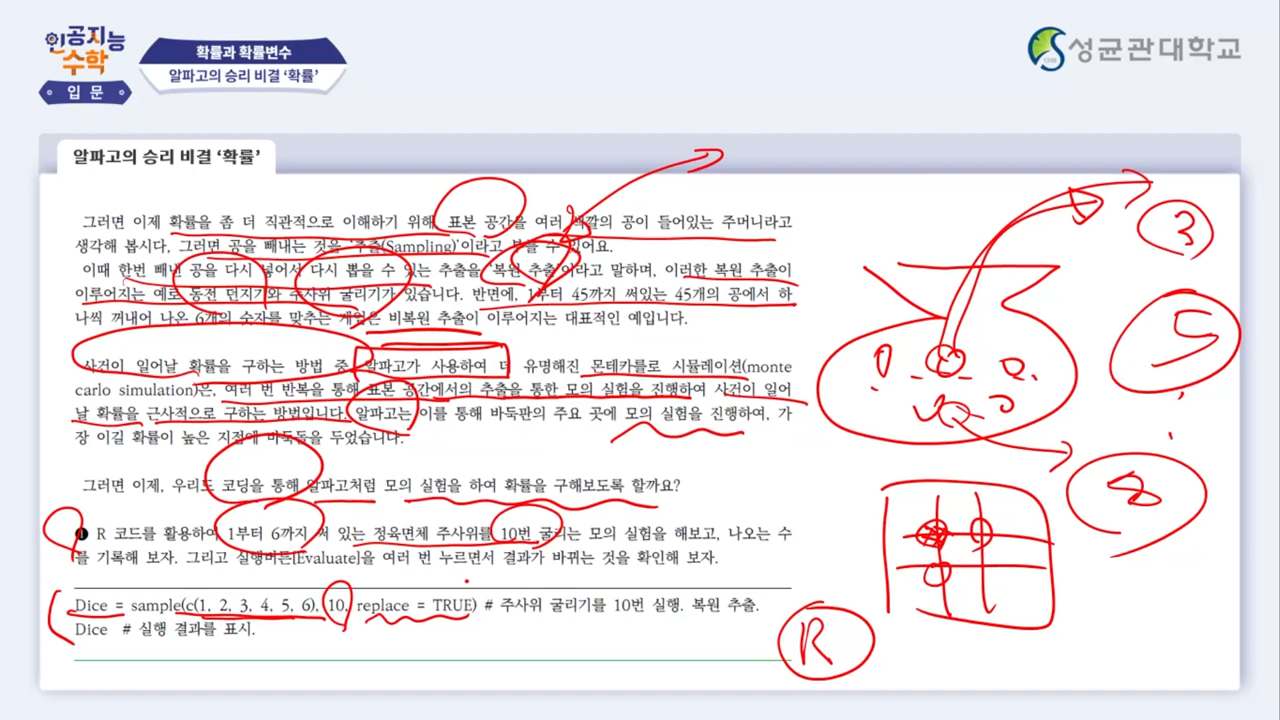 인공지능
수학
입문
확률과 확률변수
알파고의 승리 비결 ‘확률’
성균관대학교
알파고의 승리 비결 ‘확률’
그러면 이제 확률을 좀 더 직관적으로 이해하기 위해 표본 공간을 여러 색깔의 공이 들어있는 주머니라고
생각해 봅시다. 그러면 공을 빼내는 것을 ‘추출(Sampling)’이라고 부를 수 있어요.
이때 한번 빼낸 공을 다시 넣어서 다시 뽑을 수 있는 추출을 ‘복원 추출’이라고 말하며, 이러한 복원 추출이
이루어지는 예로 동전 던지기와 주사위 굴리기가 있습니다. 반면에, 1부터 45까지 써있는 45개의 공에서 하
나씩 꺼내어 나온 6개의 숫자를 맞추는 게임은 비복원 추출이 이루어지는 대표적인 예입니다.
사건이 일어날 확률을 구하는 방법 중 알파고가 사용하여 더 유명해진 몬테카를로 시뮬레이션(monte
carlo simulation)은, 여러 번 반복을 통해 표본 공간에서의 추출을 통한 모의 실험을 진행하여 사건이 일어
날 확률을 근사적으로 구하는 방법입니다. 알파고는 이를 통해 바둑판의 주요 곳에 모의 실험을 진행하여, 가
장 이길 확률이 높은 지점에 바둑돌을 두었습니다.
그러면 이제, 우리도 코딩을 통해 알파고처럼 모의 실험을 하여 확률을 구해보도록 할까요?
❶ R 코드를 활용하여 1부터 6까지 써 있는 정육면체 주사위를 10번 굴리는 모의 실험을 해보고, 나오는 수
를 기록해 보자. 그리고 실행버튼[Evaluate]을 여러 번 누르면서 결과가 바뀌는 것을 확인해 보자.
Dice = sample(c(1, 2, 3, 4, 5, 6), 10, replace = TRUE) # 주사위 굴리기를 10번 실행. 복원 추출.
Dice # 실행 결과를 표시.
3
5
8
R